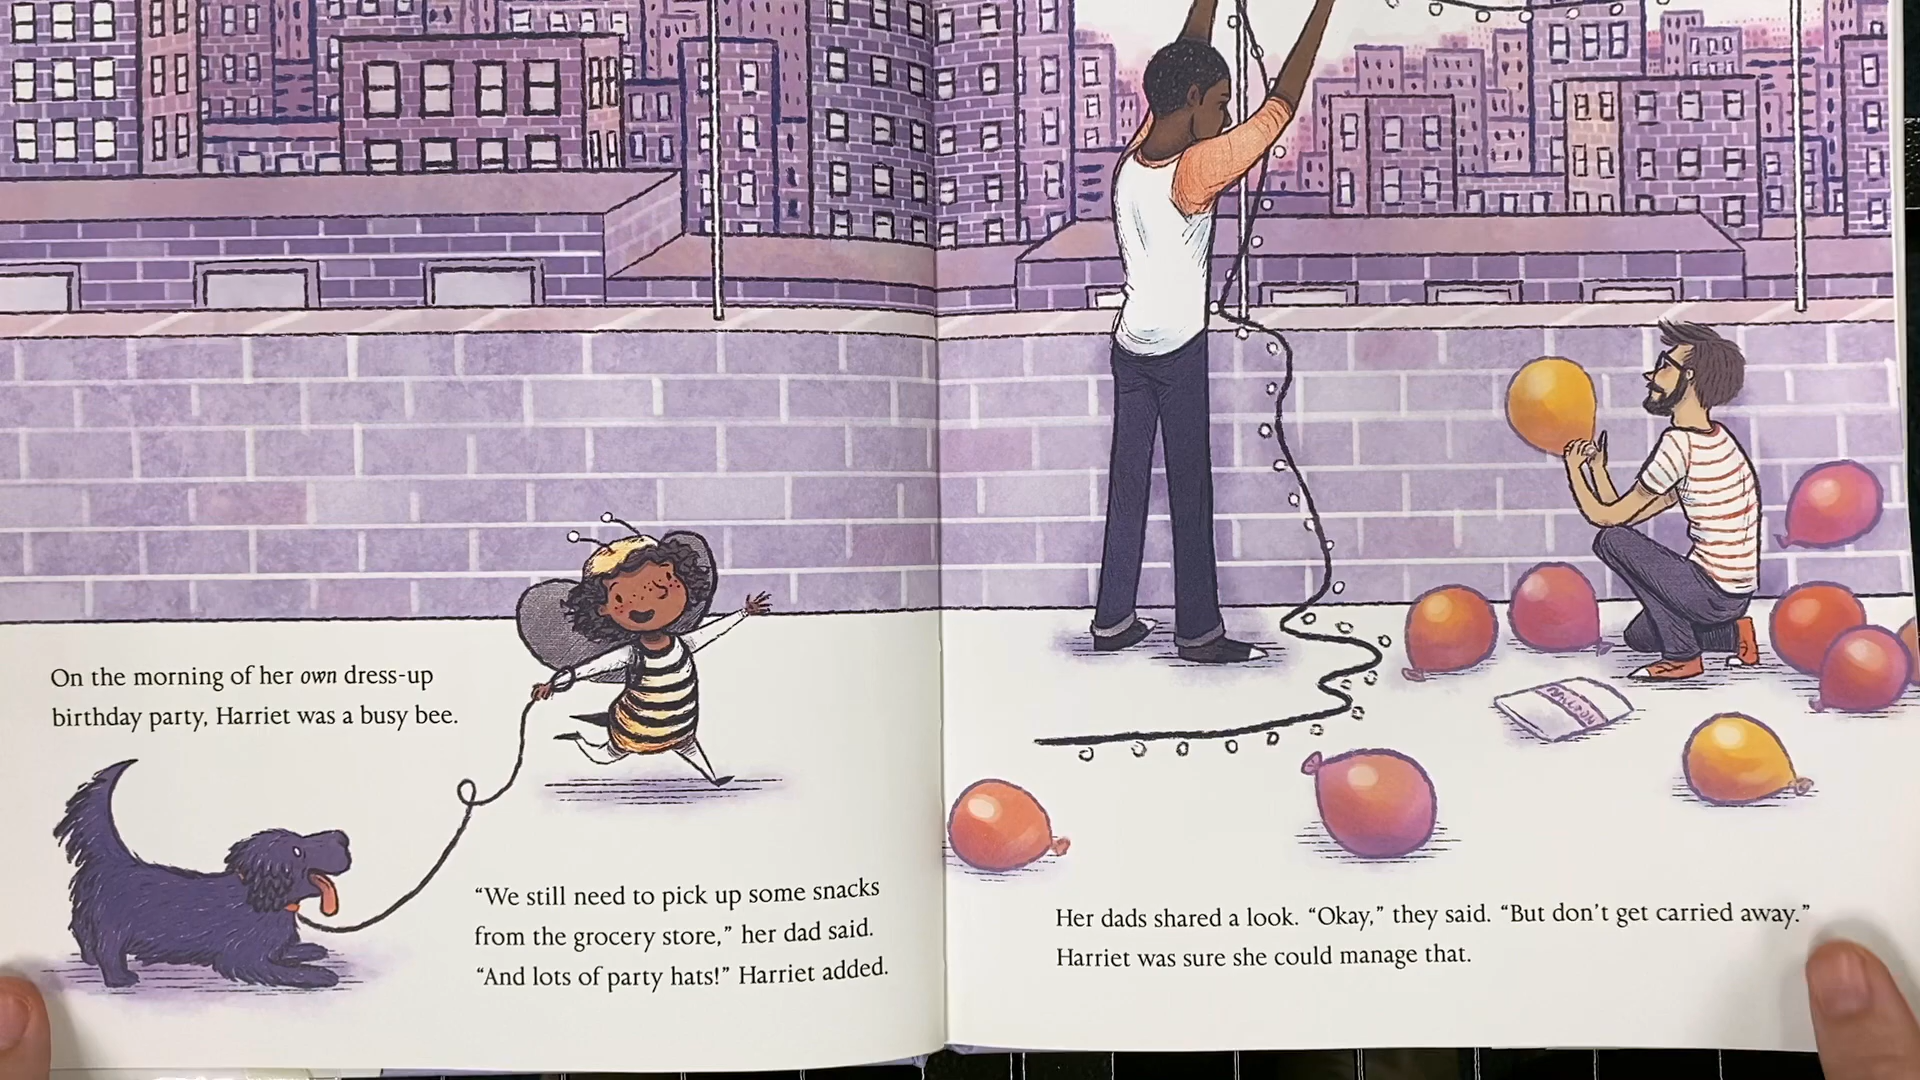 On the morning of her own dress-up
birthday party, Harriet was a busy bee.
“We still need to pick up some snacks
from the grocery store,” her dad said.
“And lots of party hats!” Harriet added.
Her dads shared a look. “Okay,” they said. “But don’t get carried away.”
Harriet was sure she could manage that.